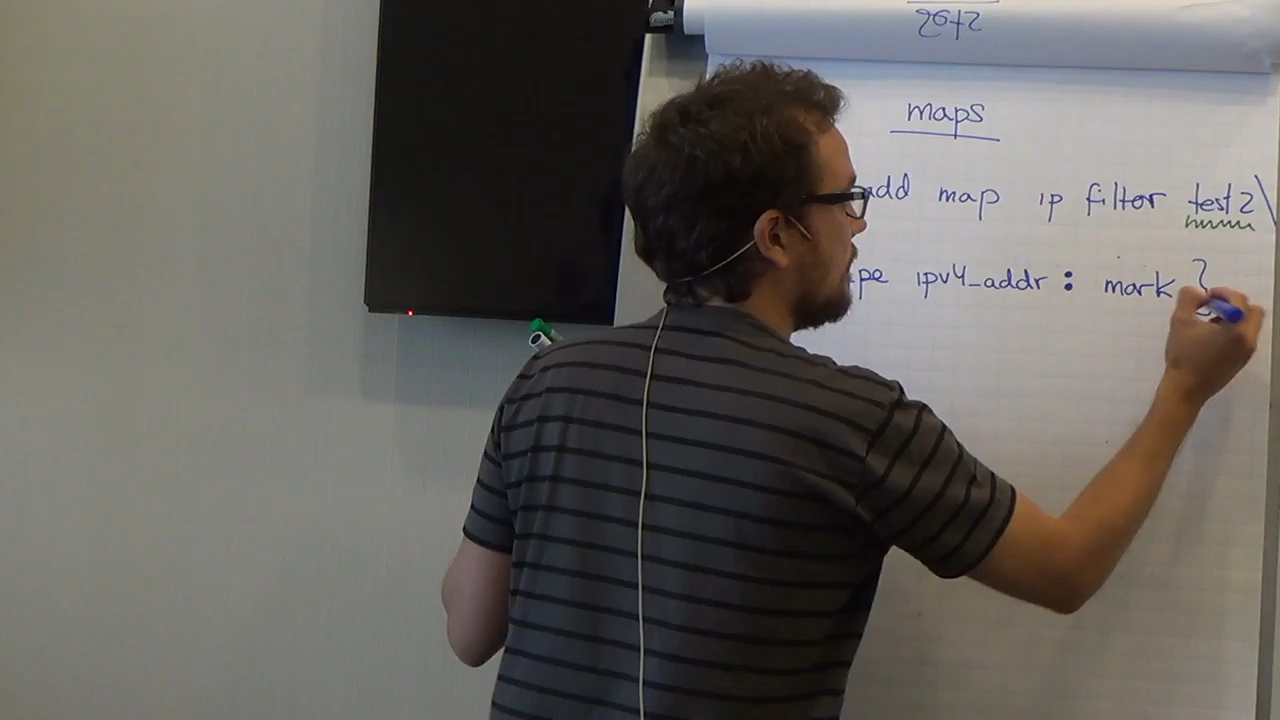 maps
add map ip filter test2\
pe ipv4_addr : mark }